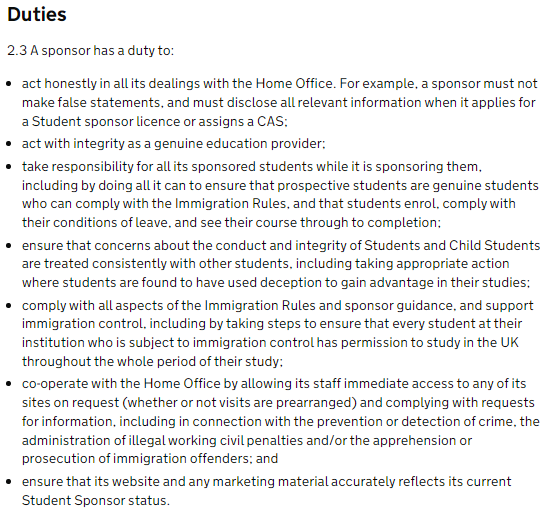 Duties
2.3 A sponsor has a duty to:
• act honestly in all its dealings with the Home Office. For example, a sponsor must not
make false statements, and must disclose all relevant information when it applies for
a Student sponsor licence or assigns a CAS;
• act with integrity as a genuine education provider;
• take responsibility for all its sponsored students while it is sponsoring them,
including by doing all it can to ensure that prospective students are genuine students
who can comply with the Immigration Rules, and that students enrol, comply with
their conditions of leave, and see their course through to completion;
• ensure that concerns about the conduct and integrity of Students and Child Students
are treated consistently with other students, including taking appropriate action
where students are found to have used deception to gain advantage in their studies;
• comply with all aspects of the Immigration Rules and sponsor guidance, and support
immigration control, including by taking steps to ensure that every student at their
institution who is subject to immigration control has permission to study in the UK
throughout the whole period of their study;
• co-operate with the Home Office by allowing its staff immediate access to any of its
sites on request (whether or not visits are prearranged) and complying with requests
for information, including in connection with the prevention or detection of crime, the
administration of illegal working civil penalties and/or the apprehension or
prosecution of immigration offenders; and
• ensure that its website and any marketing material accurately reflects its current
Student Sponsor status.